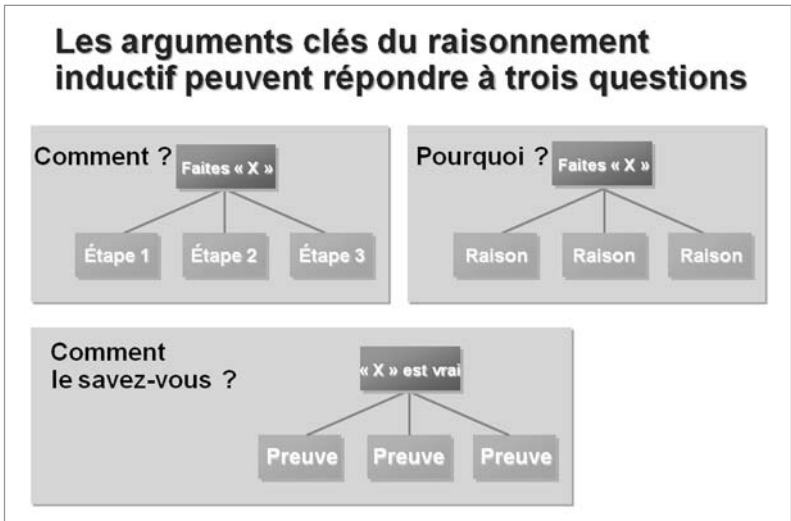 Les arguments clés du raisonnement
inductif peuvent répondre à trois questions
Comment ?
Faites « X »
Étape 1
Étape 2
Étape 3
Pourquoi ?
Faites « X »
Raison
Raison
Raison
Comment
le savez-vous ?
« X » est vrai
Preuve
Preuve
Preuve